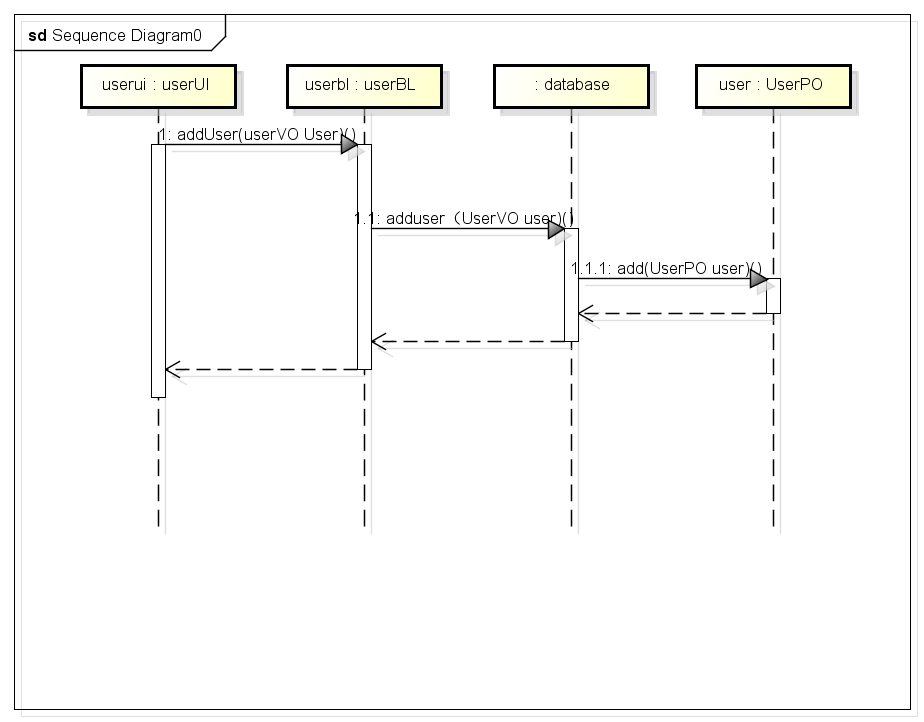 sd Sequence Diagram0
userui : userUI
userbl : userBL
: database
user : UserPO
1: addUser(userVO User)()
1.1: adduser（UserVO user)()
1.1.1: add(UserPO user)()